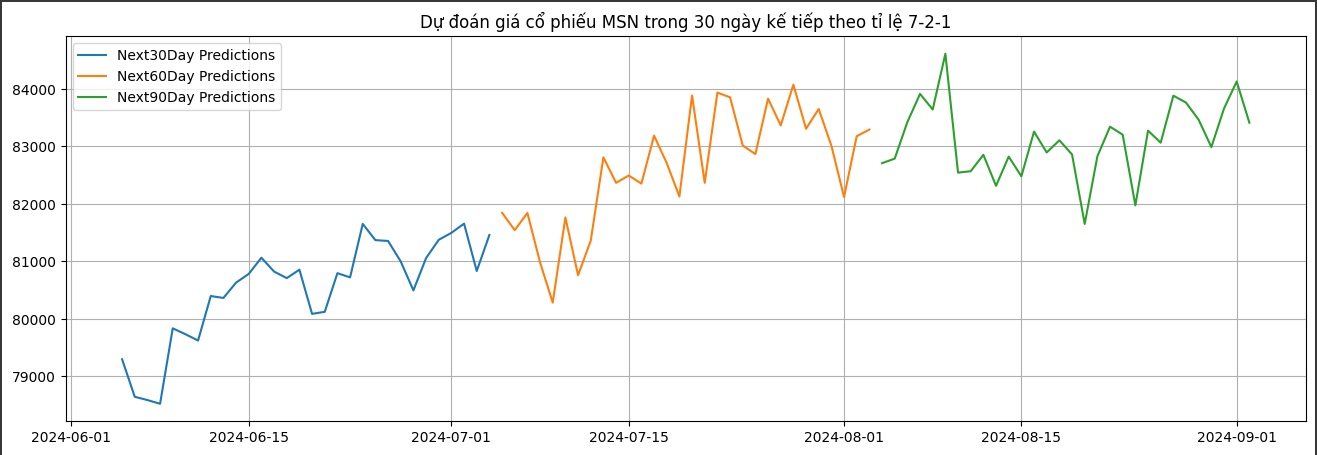 Dự đoán giá cổ phiếu MSN trong 30 ngày kế tiếp theo tỉ lệ 7-2-1
Next30Day Predictions
Next60Day Predictions
Next90Day Predictions
84000
83000
82000
81000
80000
79000
2024-06-01 2024-06-15 2024-07-01 2024-07-15 2024-08-01 2024-08-15 2024-09-01